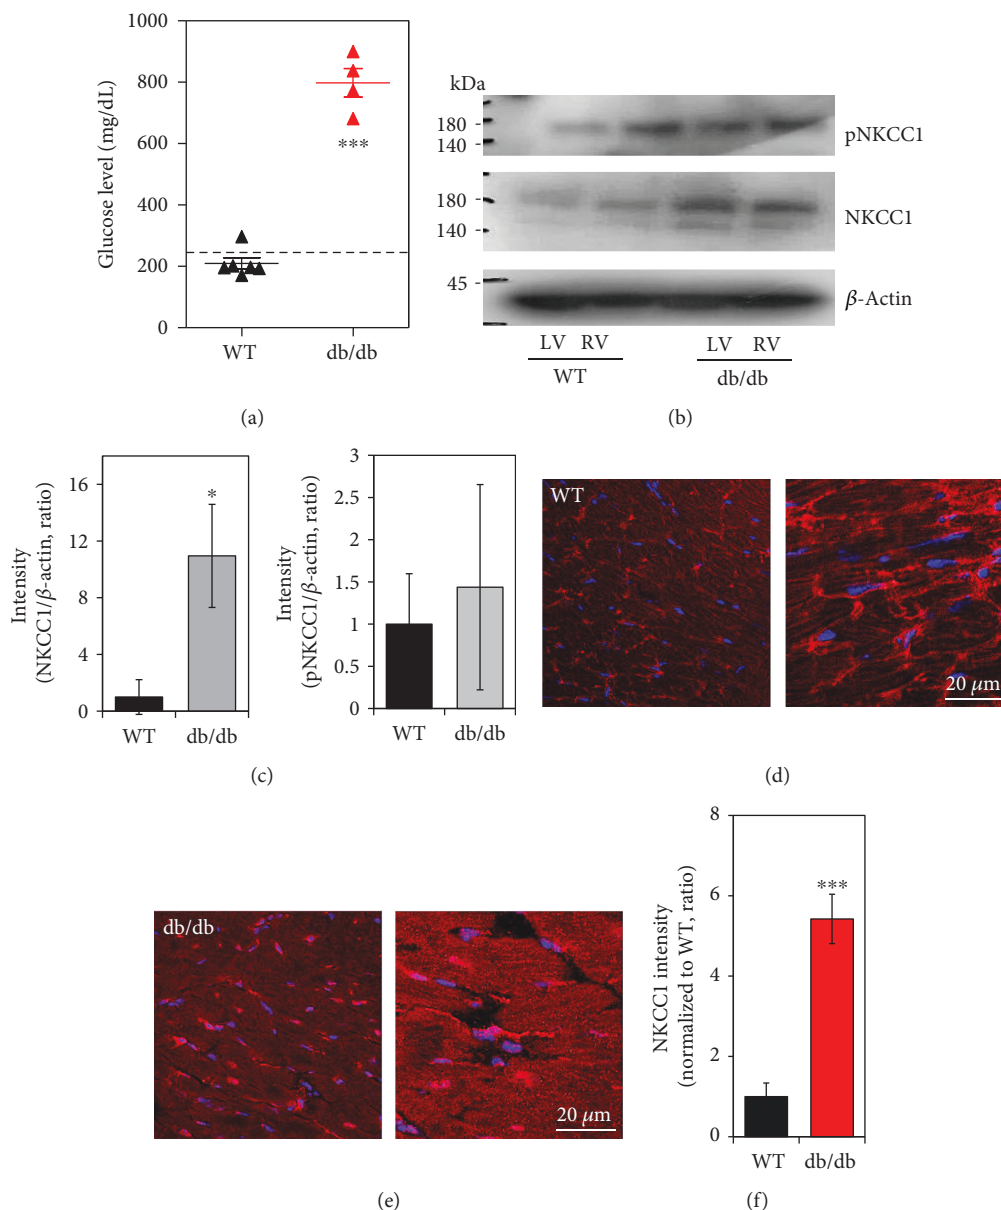 1000
800
600
400
200
0
Glucose level (mg/dL)
***
WT
db/db
(a)
kDa
180 -
140 -
pNKCC1
180 -
140 -
NKCC1
45 -
β-Actin
LV RV
LV RV
WT
db/db
(b)
16
12
8
4
0
Intensity
(NKCC1/β-actin, ratio)
*
WT
db/db
3
2.5
2
1.5
1
0.5
0
Intensity
(pNKCC1/β-actin, ratio)
WT
db/db
(c)
WT
20 μm
(d)
db/db
20 μm
(e)
8
6
4
2
0
NKCC1 intensity
(normalized to WT, ratio)
***
WT
db/db
(f)